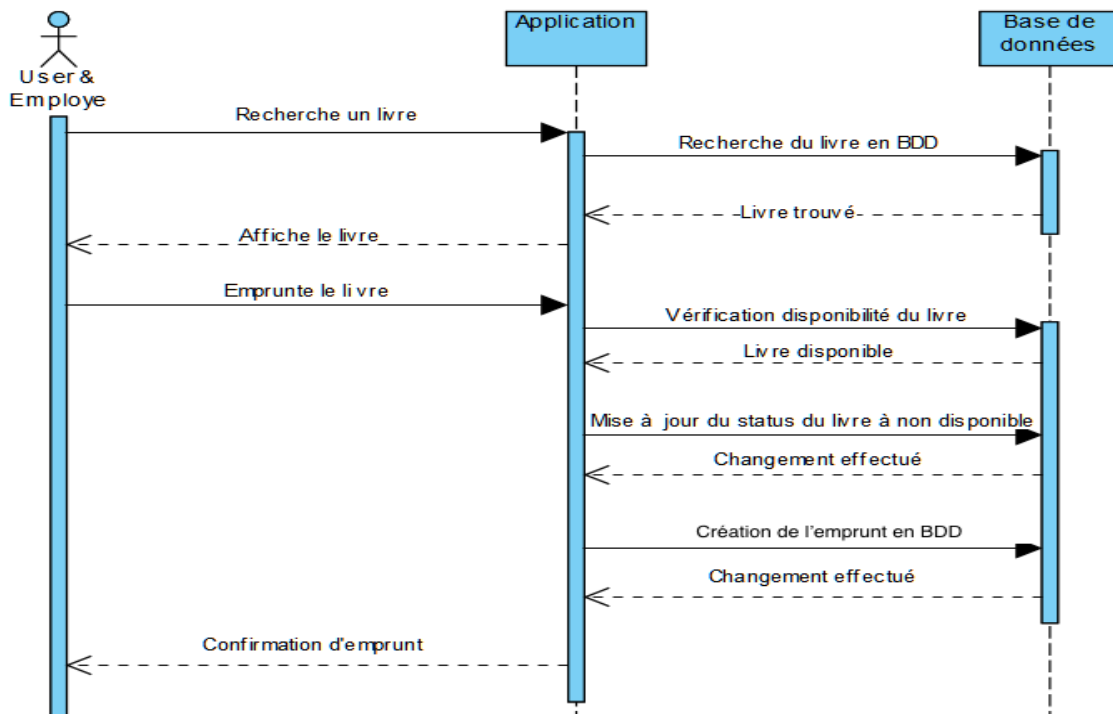 Application
Base de
données
User &
Employe
Recherche un livre
Recherche du livre en BDD
Livre trouvé
Affiche le livre
Emprunte le livre
Vérification disponibilité du livre
Livre disponible
Mise à jour du status du livre à non disponible
Changement effectué
Création de l'emprunt en BDD
Changement effectué
Confirmation d'emprunt